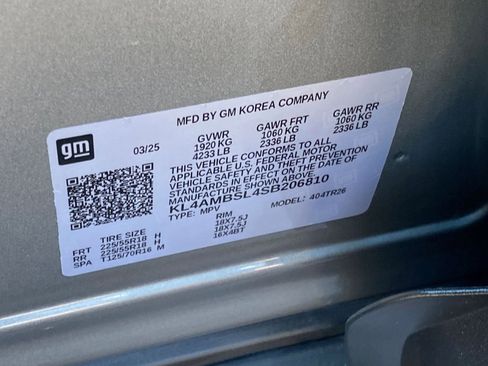 gm
MFD BY GM KOREA COMPANY
03/25
GVWR GAWR FRT GAWR RR
1920 KG 1060 KG 1060 KG
4233 LB 2336 LB 2336 LB
THIS VEHICLE CONFORMS TO ALL
APPLICABLE U.S. FEDERAL MOTOR
VEHICLE SAFETY AND THEFT PREVENTION
STANDARDS IN EFFECT ON THE DATE OF
MANUFACTURE SHOWN ABOVE.
KL4AMBSL4SB206810
TYPE: MPV MODEL: 404TR26
TIRE SIZE RIM
FRT 225/55R18 H 18X7.5J
RR 225/55R18 H 18X7.5J
SPA T125/70R16 M 16X4BT